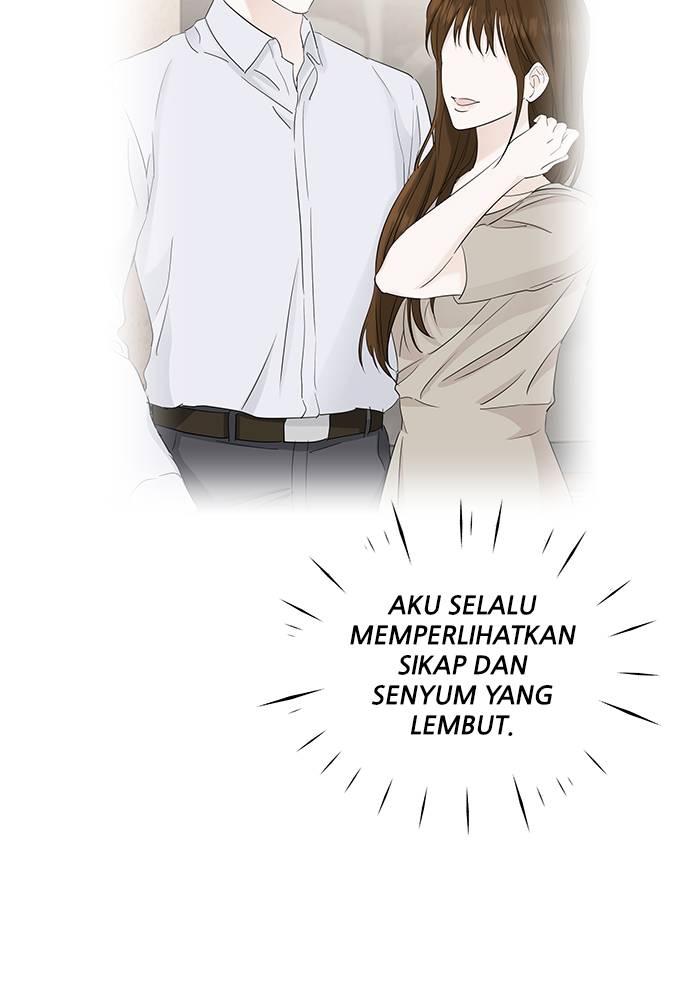 AKU SELALU
MEMPERLIHATKAN
SIKAP DAN
SENYUM YANG
LEMBUT.